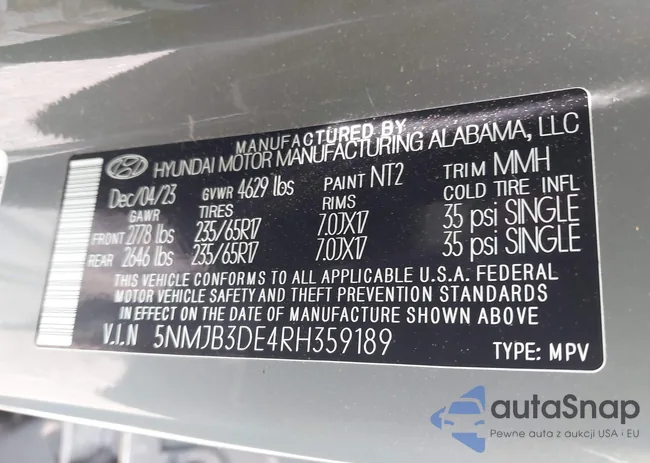 MANUFACTURED BY
HYUNDAI MOTOR MANUFACTURING ALABAMA, LLC
Dec/04/23 GVWR 4629 lbs PAINT NT2 TRIM MMH
GAWR TIRES RIMS COLD TIRE INFL
FRONT 2778 lbs 235/65R17 7.0JX17 35 psi SINGLE
REAR 2646 lbs 235/65R17 7.0JX17 35 psi SINGLE
THIS VEHICLE CONFORMS TO ALL APPLICABLE U.S.A. FEDERAL
MOTOR VEHICLE SAFETY AND THEFT PREVENTION STANDARDS
IN EFFECT ON THE DATE OF MANUFACTURE SHOWN ABOVE
V.I.N 5NMJB3DE4RH359189 TYPE: MPV
autaSnap
Pewne auta z aukcji USA i EU